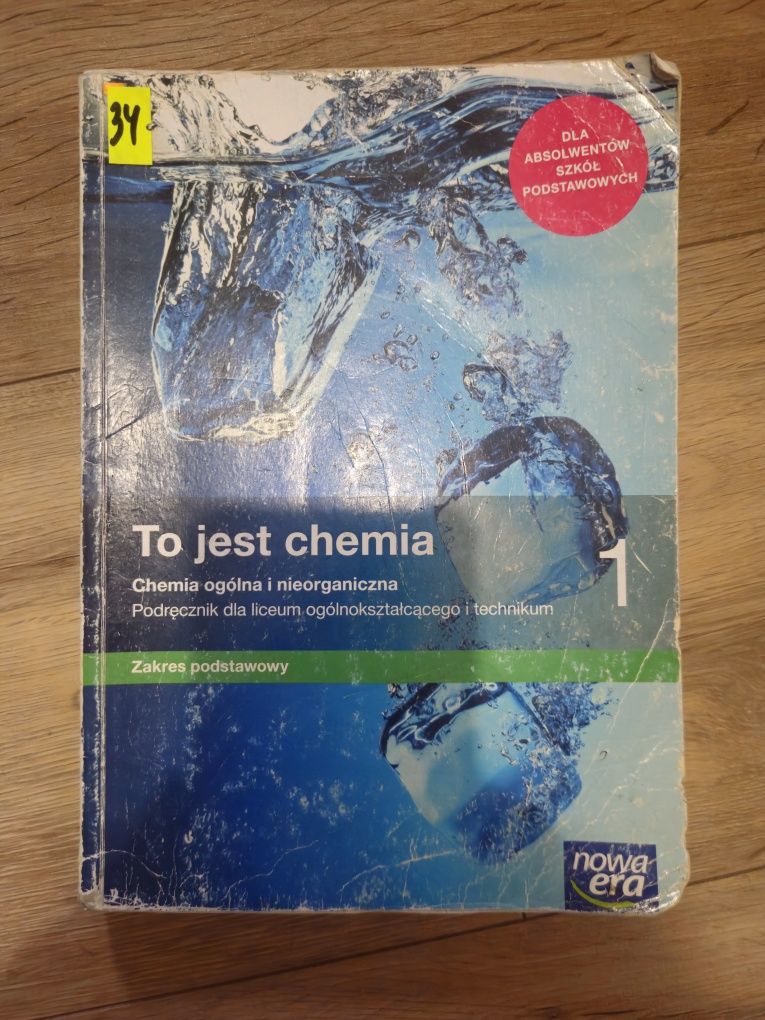 34
DLA
ABSOLWENTÓW
SZKÓŁ
PODSTAWOWYCH
To jest chemia
1
Chemia ogólna i nieorganiczna
Podręcznik dla liceum ogólnokształcącego i technikum
Zakres podstawowy
nowa
era